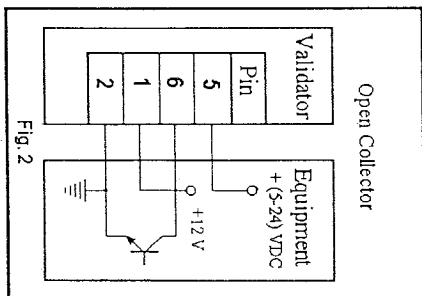 Open Collector
Validator
Equipment
+ (5-24) VDC
Pin
5
+12 V
6
1
2
Fig. 2